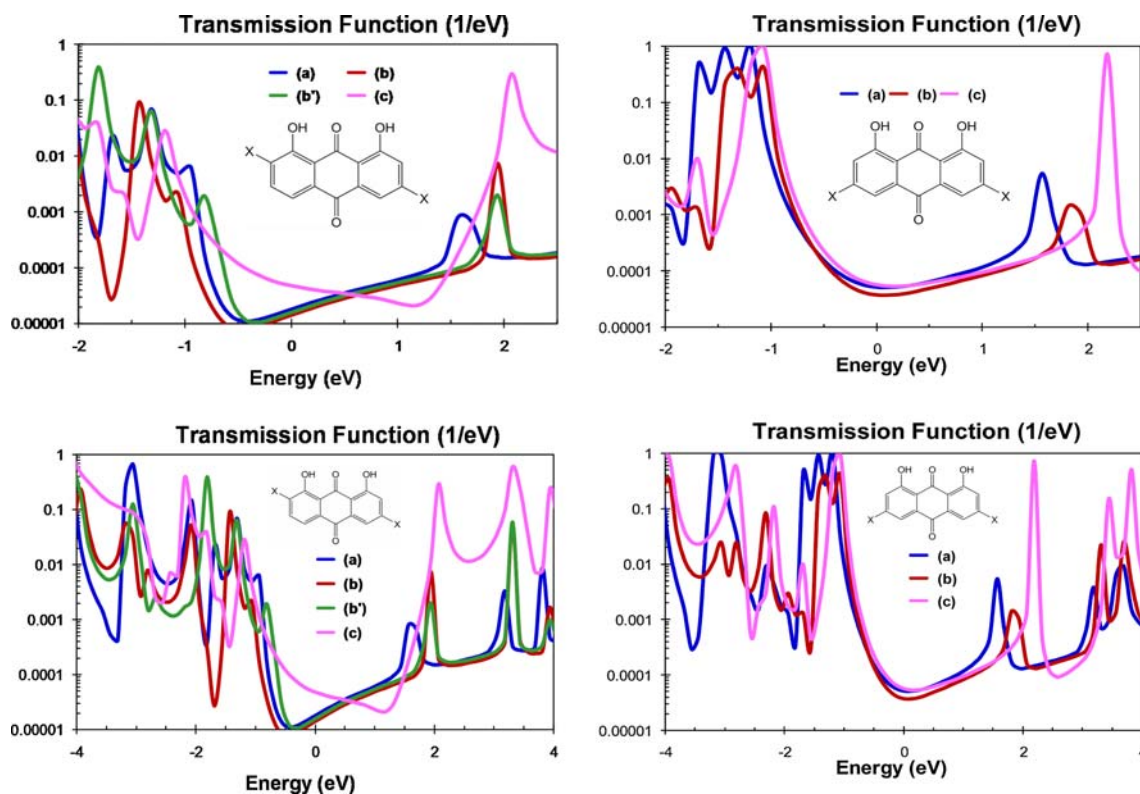 Transmission Function (1/eV)
1
0.1
0.01
0.001
0.0001
0.00001
-2
-1
0
1
2
Energy (eV)
(a)
(b)
(b')
(c)
OH
O
OH
X
X
O
Transmission Function (1/eV)
1
0.1
0.01
0.001
0.0001
0.00001
-2
-1
0
1
2
Energy (eV)
(a)
(b)
(c)
OH
O
OH
X
X
O
Transmission Function (1/eV)
1
0.1
0.01
0.001
0.0001
0.00001
-4
-2
0
2
4
Energy (eV)
OH
O
OH
X
X
O
(a)
(b)
(b')
(c)
Transmission Function (1/eV)
1
0.1
0.01
0.001
0.0001
0.00001
-4
-2
0
2
4
Energy (eV)
OH
O
OH
X
X
O
(a)
(b)
(c)